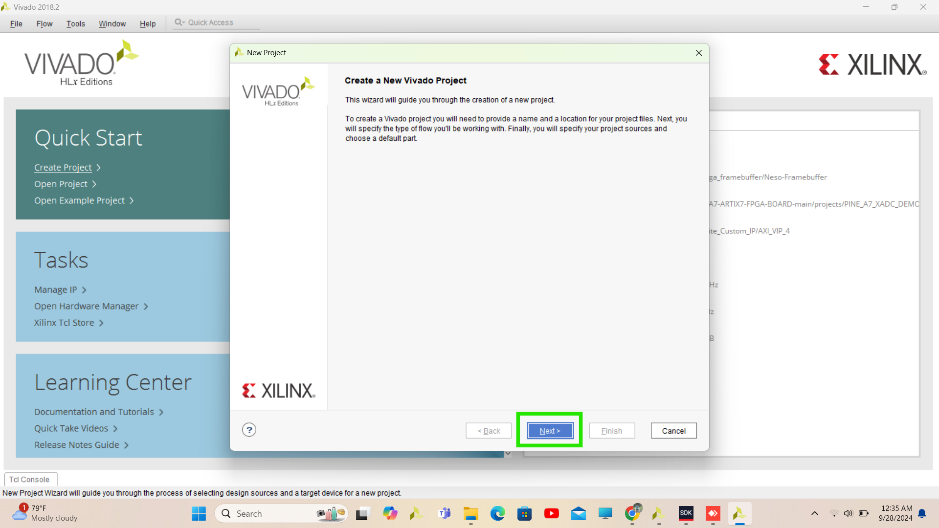 Vivado 2018.2
File Flow Tools Window Help Quick Access
VIVADO
HLx Editions
XILINX
New Project
VIVADO
HLx Editions
Create a New Vivado Project
This wizard will guide you through the creation of a new project.
To create a Vivado project you will need to provide a name and a location for your project files. Next, you
will specify the type of flow you'll be working with. Finally, you will specify your project sources and
choose a default part.
XILINX
? < Back Next > Finish Cancel
Quick Start
Create Project >
Open Project >
Open Example Project >
Tasks
Manage IP >
Open Hardware Manager >
Xilinx Tcl Store >
Learning Center
Documentation and Tutorials >
Quick Take Videos >
Release Notes Guide >
ga_framebuffer/Neso-Framebuffer
A7-ARTIX7-FPGA-BOARD-main/projects/PINE_A7_XADC_DEMO
te_Custom_IP/AXI_VIP_4
Hz
Tcl Console
New Project Wizard will guide you through the process of selecting design sources and a target device for a new project.
1
79°F
Mostly cloudy
Search
SDK
12:35 AM
9/28/2024